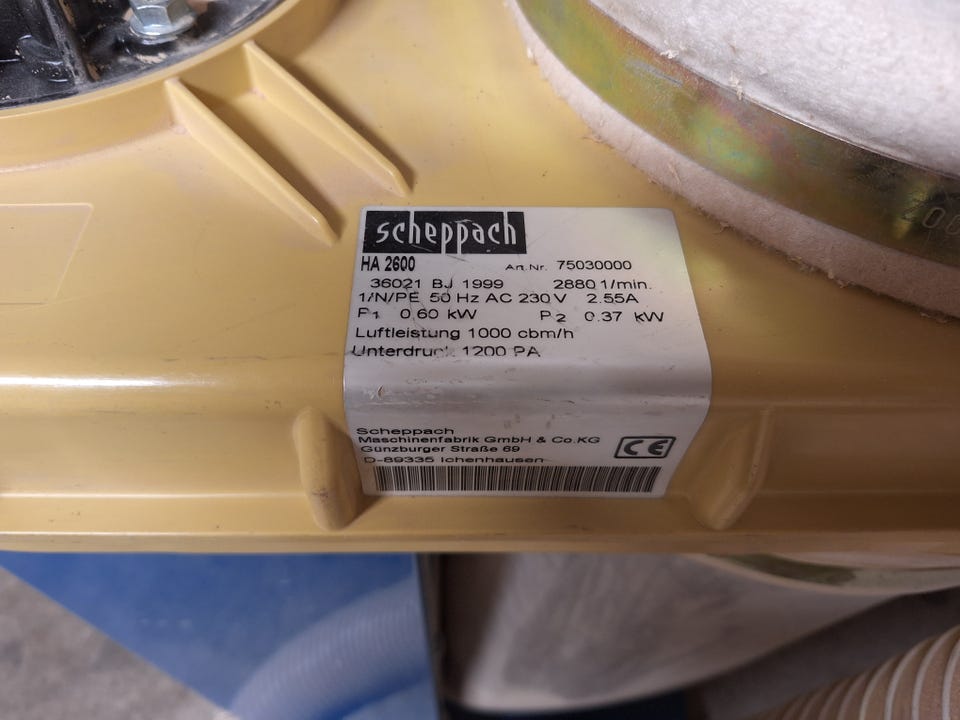 scheppach
HA 2600 Art.Nr. 75030000
36021 BJ 1999 2880 1/min.
1/N/PE 50 Hz AC 230 V 2.55A
P1 0.60 kW P2 0.37 kW
Luftleistung 1000 cbm/h
Unterdruck 1200 PA
Scheppach
Maschinenfabrik GmbH & Co.KG
Günzburger Straße 69
D-89335 Ichenhausen
CE